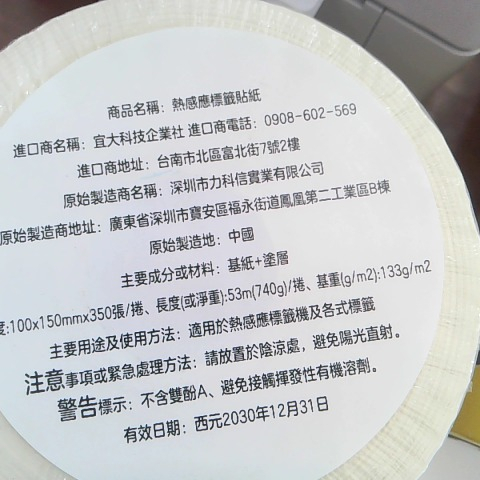 商品名稱: 熱感應標籤貼紙
進口商名稱: 宜大科技企業社 進口商電話: 0908-602-569
進口商地址: 台南市北區富北街7號2樓
原始製造商名稱: 深圳市力科信實業有限公司
原始製造商地址: 廣東省深圳市寶安區福永街道鳳凰第二工業區B棟
原始製造地: 中國
主要成分或材料: 基紙+塗層
度:100x150mmx350張/捲、長度(或淨重):53m(740g)/捲、基重(g/m2):133g/m2
主要用途及使用方法: 適用於熱感應標籤機及各式標籤
注意事項或緊急處理方法: 請放置於陰涼處，避免陽光直射。
警告標示: 不含雙酚A、避免接觸揮發性有機溶劑。
有效日期: 西元2030年12月31日